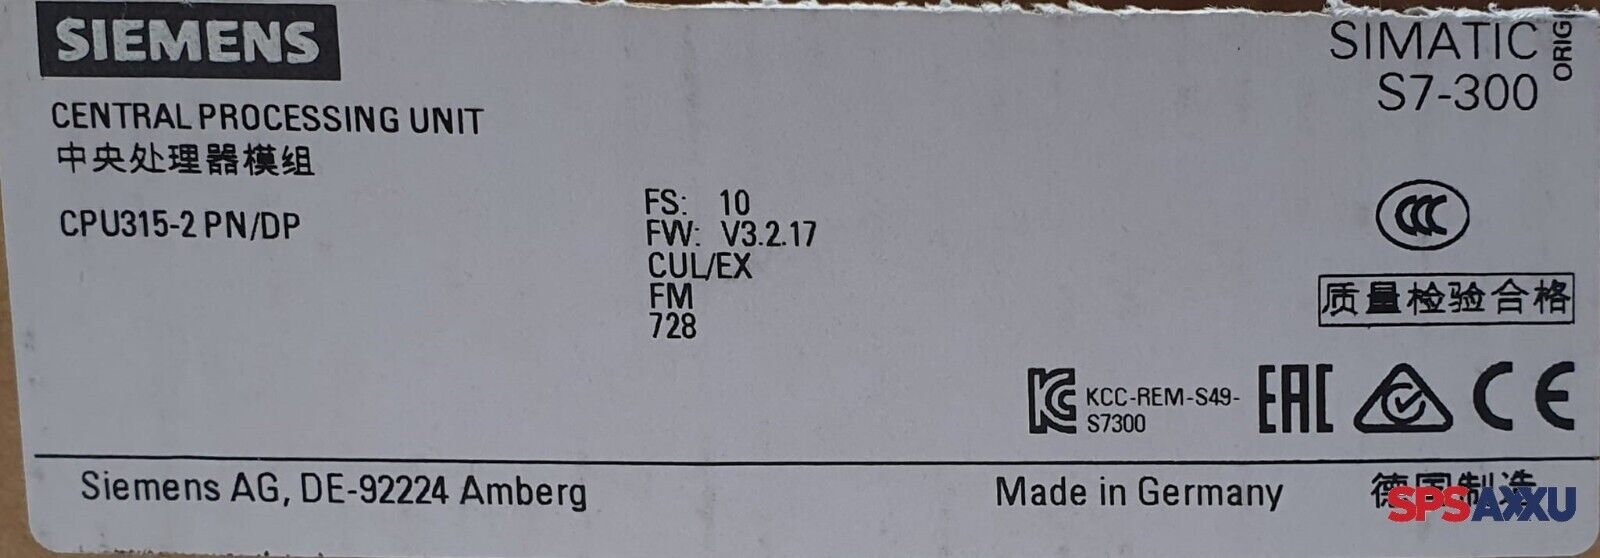 SIEMENS
SIMATIC
S7-300
CENTRAL PROCESSING UNIT
中央处理器模组
CPU315-2 PN/DP
FS: 10
FW: V3.2.17
CUL/EX
FM
728
CCC
质量检验合格
KC
KCC-REM-S49-
S7300
EAC
CE
Siemens AG, DE-92224 Amberg
Made in Germany
德国制造
SPSAXXU